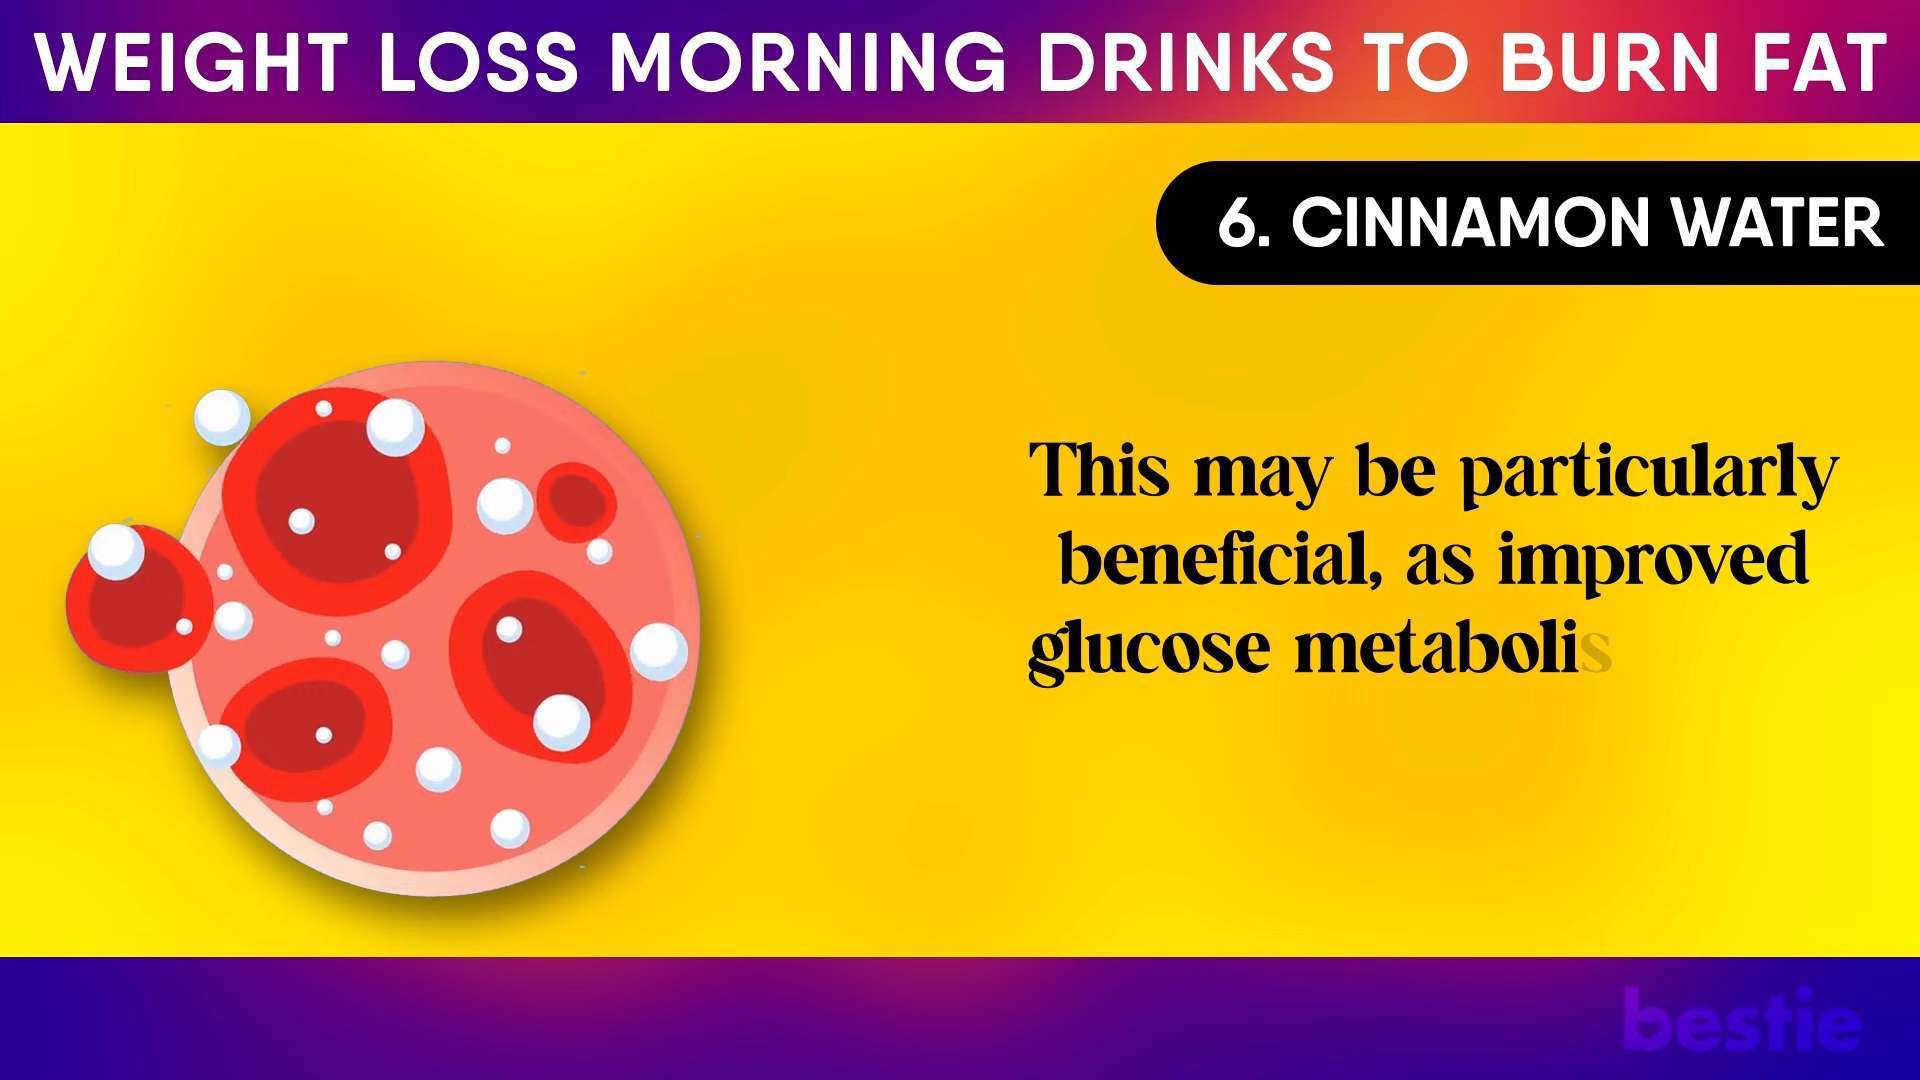 WEIGHT LOSS MORNING DRINKS TO BURN FAT
6. CINNAMON WATER
This may be particularly
beneficial, as improved
glucose metabolis
bestie